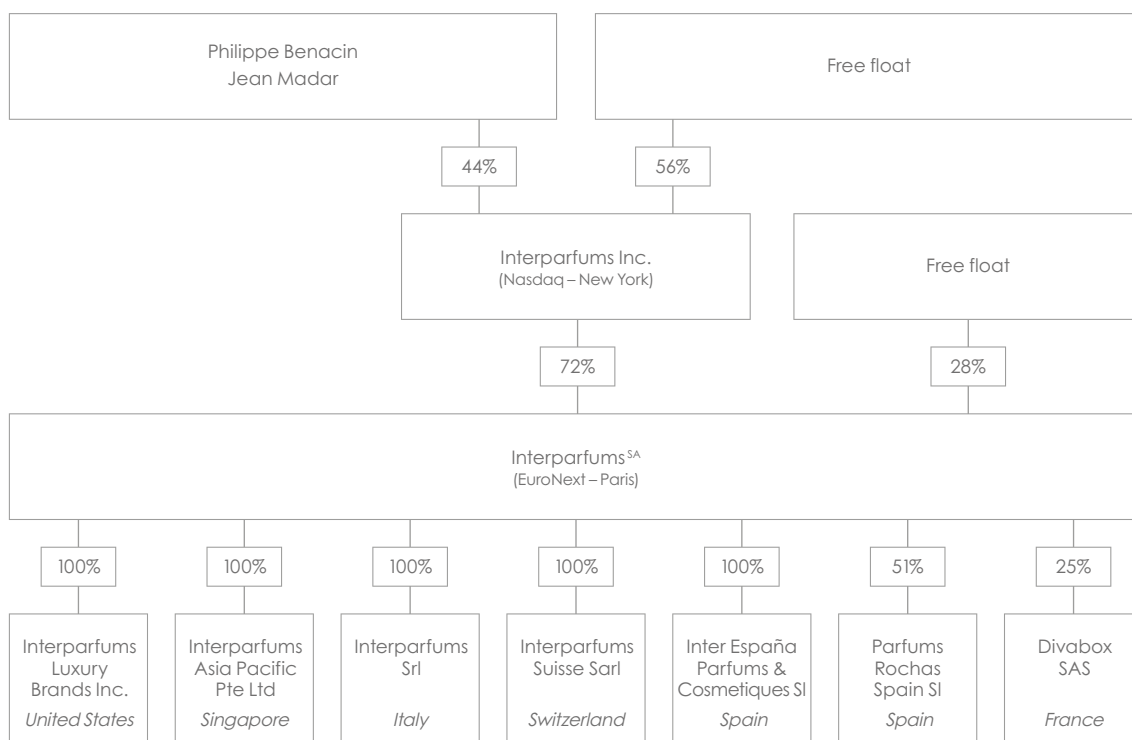 Philippe Benacin
Jean Madar
Free float
44%
56%
Interparfums Inc.
(Nasdaq – New York)
Free float
72%
28%
Interparfums SA
(EuroNext – Paris)
100%
100%
100%
100%
100%
51%
25%
Interparfums
Luxury
Brands Inc.
United States
Interparfums
Asia Pacific
Pte Ltd
Singapore
Interparfums
Srl
Italy
Interparfums
Suisse Sarl
Switzerland
Inter España
Parfums &
Cosmetiques Sl
Spain
Parfums
Rochas
Spain Sl
Spain
Divabox
SAS
France